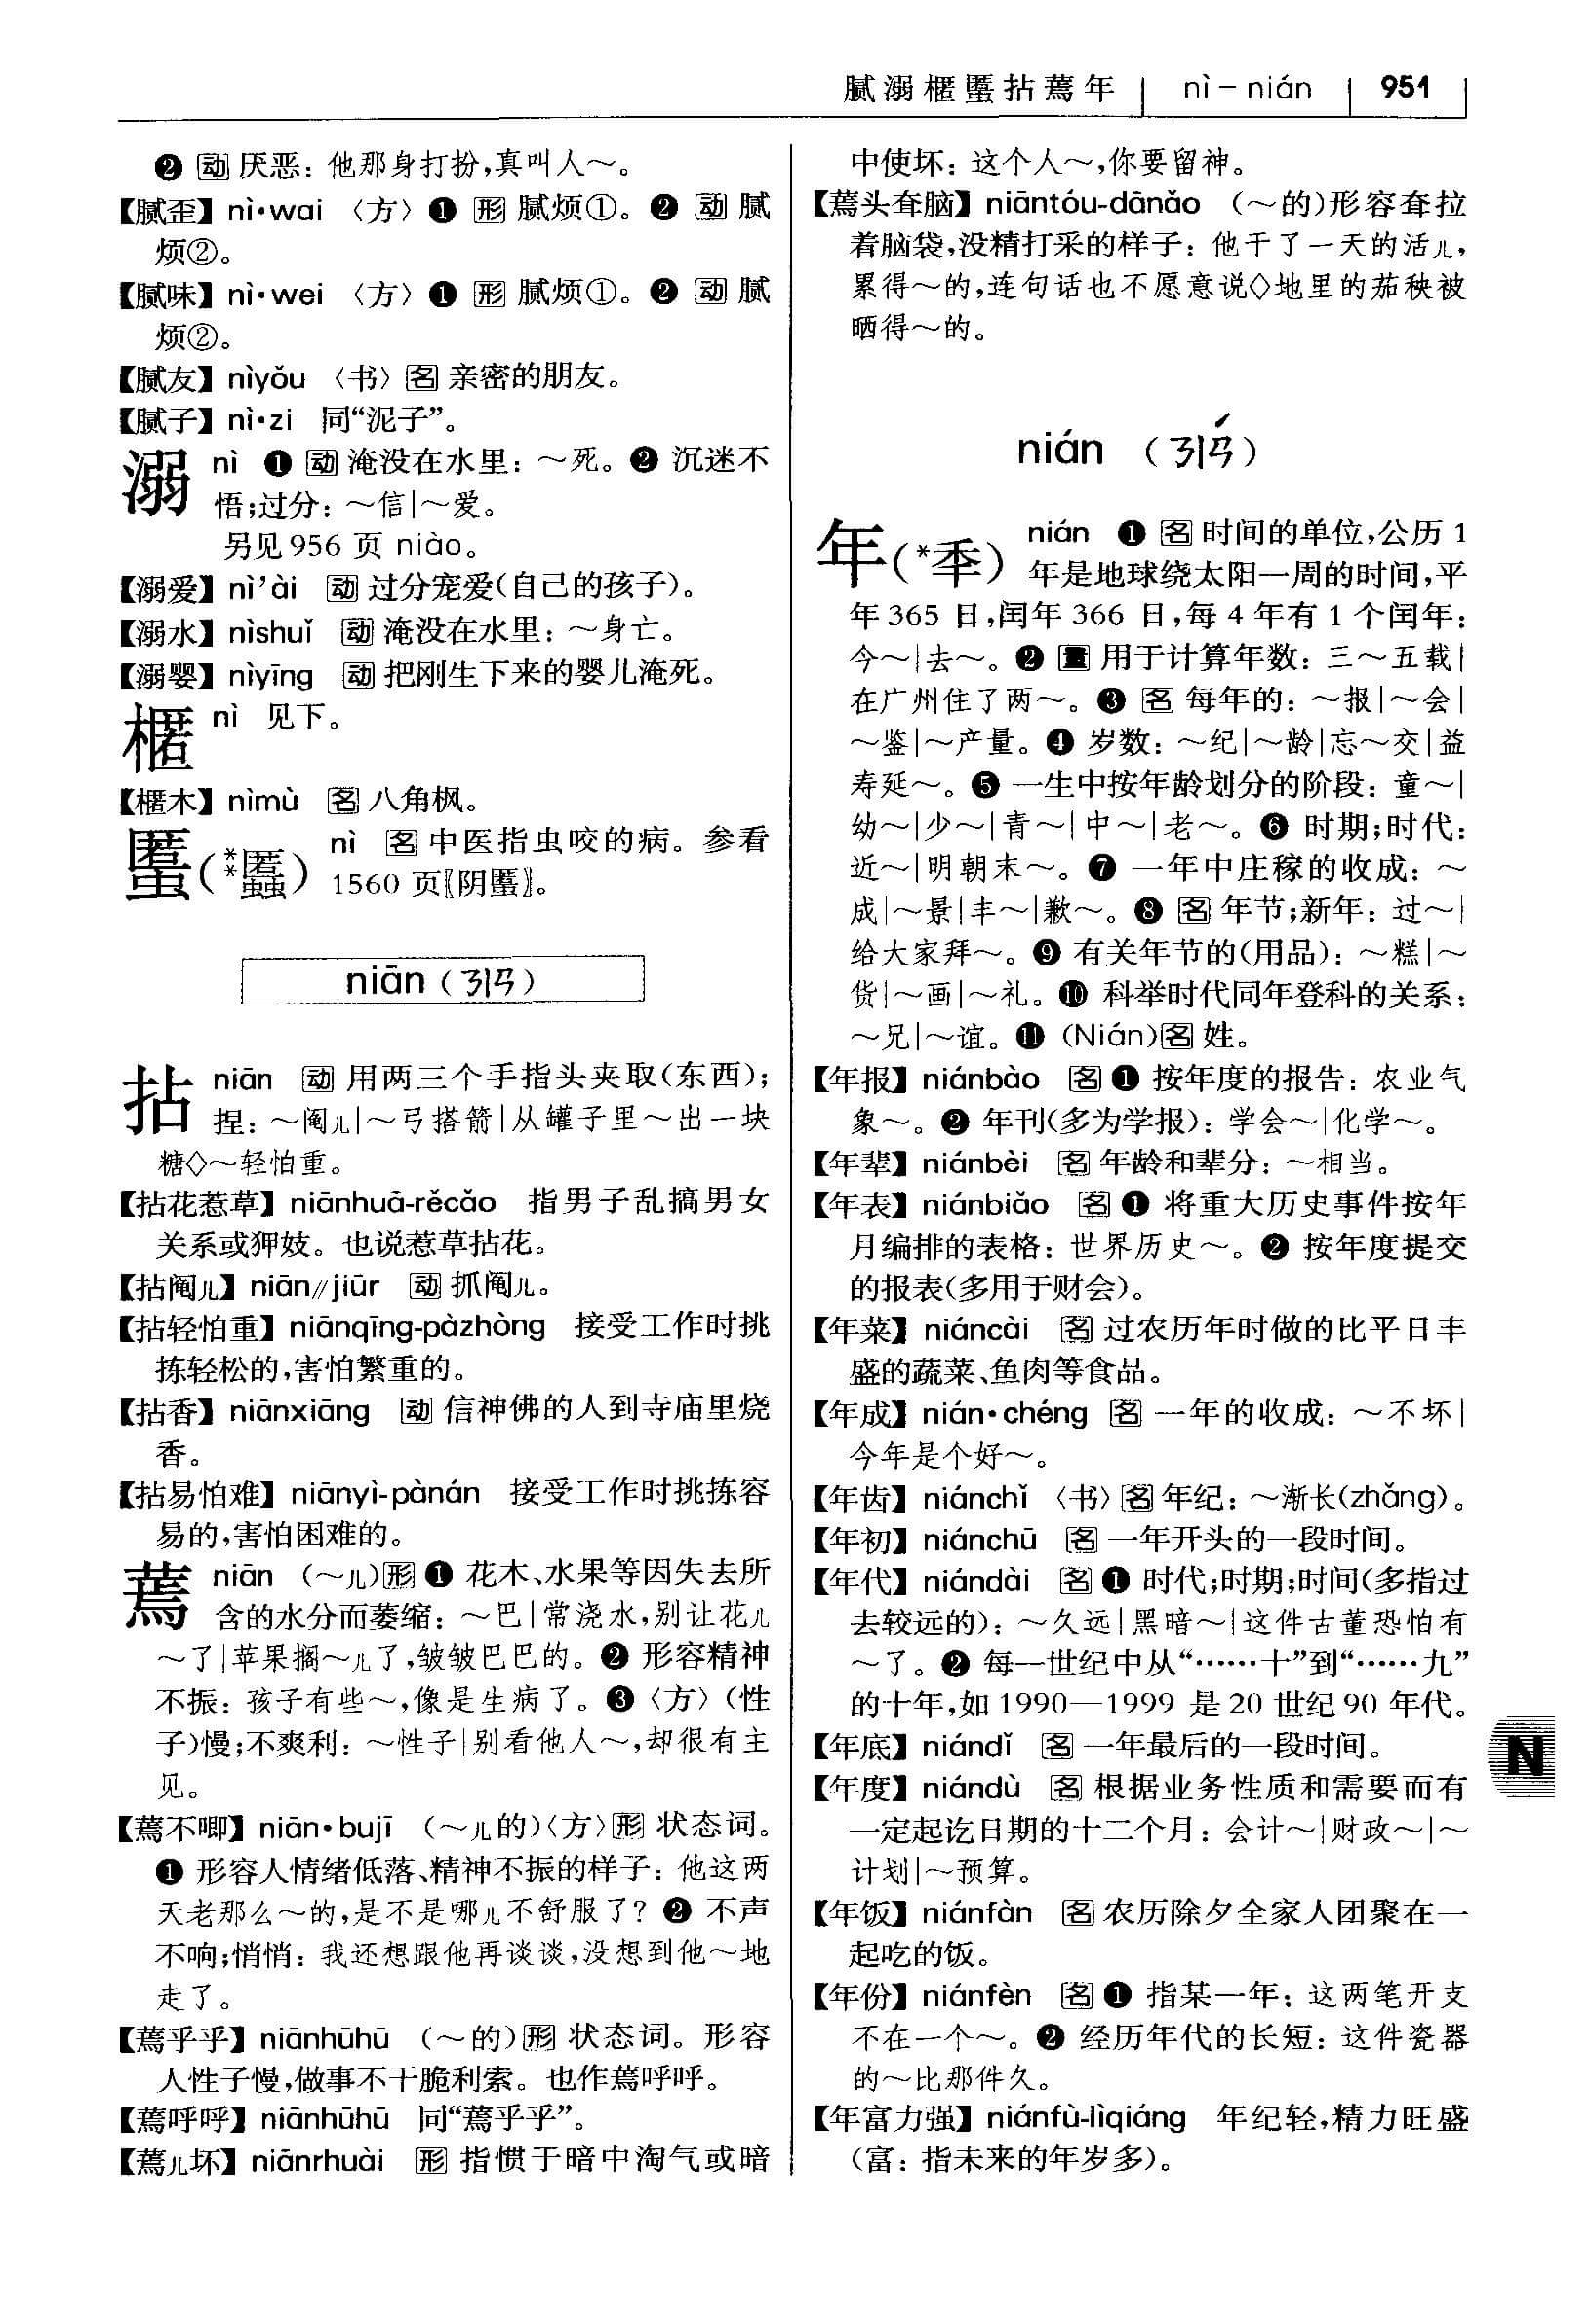 腻溺𣝅䘌拈蔫年 nì－nián 951
❷ 动 厌恶：他那身打扮，真叫人～。
【腻歪】nì·wai 〈方〉❶ 形 腻烦①。❷ 动 腻
烦②。
【腻味】nì·wei 〈方〉❶ 形 腻烦①。❷ 动 腻
烦②。
【腻友】nìyǒu 〈书〉名 亲密的朋友。
【腻子】nì·zi 同“泥子”。
溺 nì ❶ 动 淹没在水里：～死。❷ 沉迷不
悟；过分：～信|～爱。
另见956 页 niào。
【溺爱】nì’ài 动 过分宠爱(自己的孩子)。
【溺水】nìshuǐ 动 淹没在水里：～身亡。
【溺婴】nìyīng 动 把刚生下来的婴儿淹死。
nì 见下。
木】nìmù 名 八角枫。
nì 名 中医指虫咬的病。参看
1560 页〖阴䘌〗。
niān (ㄋㄧㄢ)
拈 niān 动 用两三个手指头夹取(东西)；
捏：～阄儿|～弓搭箭|从罐子里～出一块
糖◇～轻怕重。
【拈花惹草】niānhuā-rěcǎo 指男子乱搞男女
关系或狎妓。也说惹草拈花。
【拈阄儿】niān//jiūr 动 抓阄儿。
【拈轻怕重】niānqīng-pàzhòng 接受工作时挑
拣轻松的，害怕繁重的。
【拈香】niānxiāng 动 信神佛的人到寺庙里烧
香。
【拈易怕难】niānyì-pànán 接受工作时挑拣容
易的，害怕困难的。
蔫 niān (～儿)形 ❶ 花木、水果等因失去所
含的水分而萎缩：～巴|常浇水，别让花儿
～了|苹果搁～儿了，皱皱巴巴的。❷ 形容精神
不振：孩子有些～，像是生病了。❸〈方〉(性
子)慢；不爽利：～性子|别看他人～，却很有主
见。
【蔫不唧】niān·bujī (～儿的)〈方〉形 状态词。
❶ 形容人情绪低落、精神不振的样子：他这两
天老那么～的，是不是哪儿不舒服了？❷ 不声
不响；悄悄：我还想跟他再谈谈，没想到他～地
走了。
【蔫乎乎】niānhūhū (～的)形 状态词。形容
人性子慢，做事不干脆利索。也作蔫呼呼。
【蔫呼呼】niānhūhū 同“蔫乎乎”。
【蔫儿坏】niānrhuài 形 指惯于暗中淘气或暗
中使坏：这个人～，你要留神。
【蔫头耷脑】niāntóu-dānǎo (～的)形容耷拉
着脑袋，没精打采的样子：他干了一天的活儿，
累得～的，连句话也不愿意说◇地里的茄秧被
晒得～的。
nián (ㄋㄧㄢˊ)
年(*秊) nián ❶ 名 时间的单位，公历 1
年是地球绕太阳一周的时间，平
年 365 日，闰年 366 日，每 4 年有 1 个闰年：
今～|去～。❷ 量 用于计算年数：三～五载|
在广州住了两～。❸ 名 每年的：～报|～会|
～鉴|～产量。❹ 岁数：～纪|～龄|忘～交|益
寿延～。❺ 一生中按年龄划分的阶段：童～|
幼～|少～|青～|中～|老～。❻ 时期；时代：
近～|明朝末～。❼ 一年中庄稼的收成：～
成|～景|丰～|歉～。❽ 名 年节；新年：过～|
给大家拜～。❾ 有关年节的(用品)：～糕|～
货|～画|～礼。❿ 科举时代同年登科的关系：
～兄|～谊。⓫ (Nián)名 姓。
【年报】niánbào 名 ❶ 按年度的报告：农业气
象～。❷ 年刊(多为学报)：学会～|化学～。
【年辈】niánbèi 名 年龄和辈分：～相当。
【年表】niánbiǎo 名 ❶ 将重大历史事件按年
月编排的表格：世界历史～。❷ 按年度提交
的报表(多用于财会)。
【年菜】niáncài 名 过农历年时做的比平日丰
盛的蔬菜、鱼肉等食品。
【年成】nián·chéng 名 一年的收成：～不坏|
今年是个好～。
【年齿】niánchǐ 〈书〉名 年纪：～渐长(zhǎng)。
【年初】niánchū 名 一年开头的一段时间。
【年代】niándài 名 ❶ 时代；时期；时间(多指过
去较远的)：～久远|黑暗～|这件古董恐怕有
～了。❷ 每一世纪中从“……十”到“……九”
的十年，如 1990—1999 是 20 世纪 90 年代。
【年底】niándǐ 名 一年最后的一段时间。
【年度】niándù 名 根据业务性质和需要而有
一定起讫日期的十二个月：会计～|财政～|～
计划|～预算。
【年饭】niánfàn 名 农历除夕全家人团聚在一
起吃的饭。
【年份】niánfèn 名 ❶ 指某一年：这两笔开支
不在一个～。❷ 经历年代的长短：这件瓷器
的～比那件久。
【年富力强】niánfù-lìqiáng 年纪轻，精力旺盛
(富：指未来的年岁多)。
N